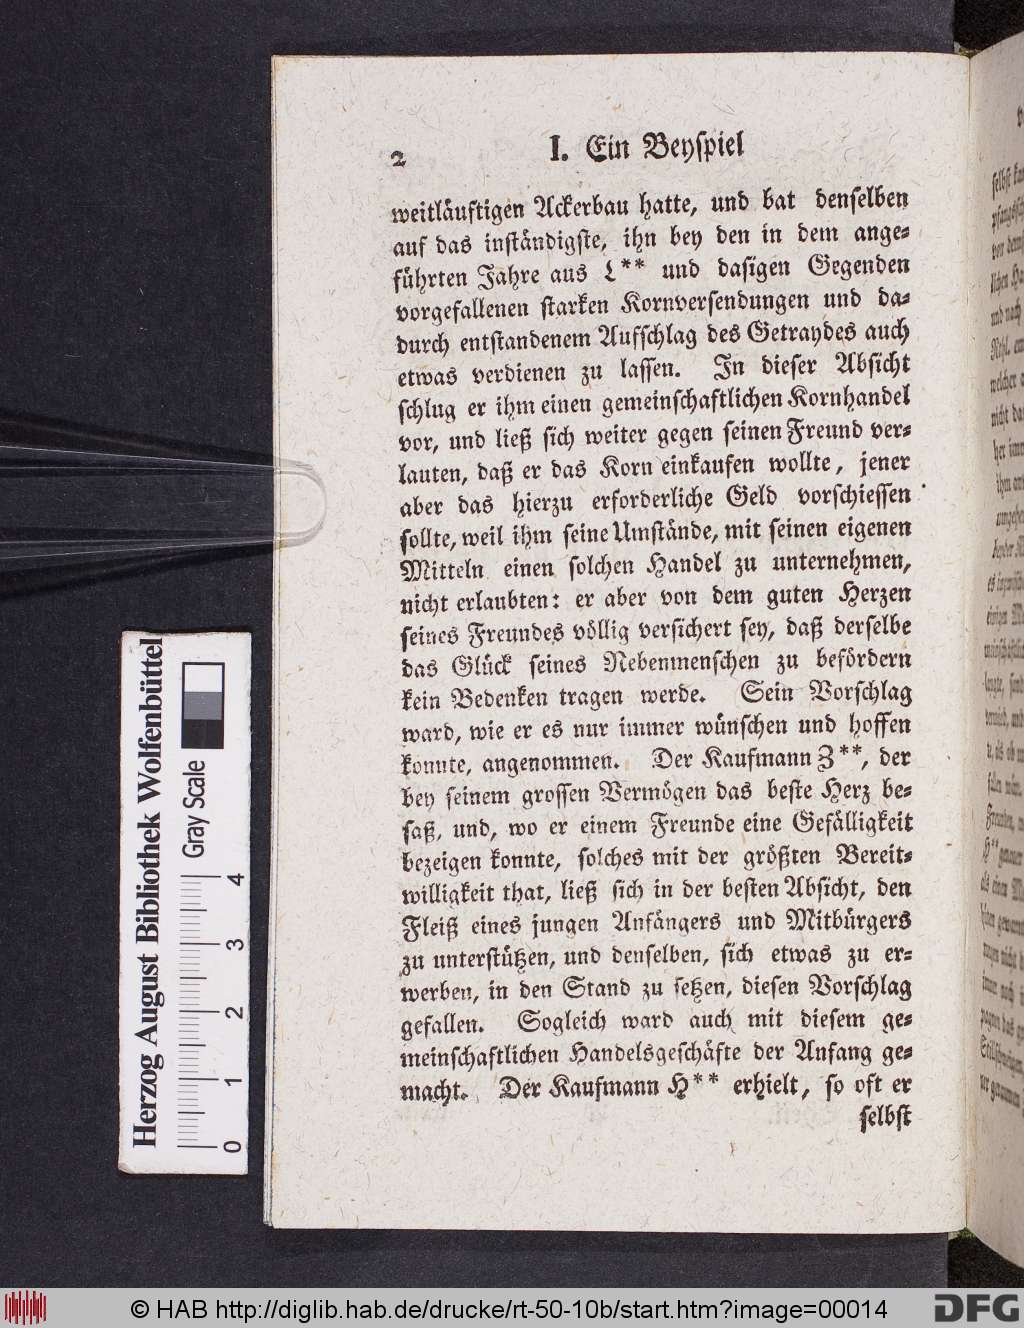 2 I. Ein Beyspiel
weitläuftigen Ackerbau hatte, und bat denselben
auf das inständigste, ihn bey den in dem ange-
führten Jahre aus L** und dasigen Gegenden
vorgefallenen starken Kornversendungen und da-
durch entstandenem Aufschlag des Getraydes auch
etwas verdienen zu lassen. In dieser Absicht
schlug er ihm einen gemeinschaftlichen Kornhandel
vor, und ließ sich weiter gegen seinen Freund ver-
lauten, daß er das Korn einkaufen wollte, jener
aber das hierzu erforderliche Geld vorschiessen
sollte, weil ihm seine Umstände, mit seinen eigenen
Mitteln einen solchen Handel zu unternehmen,
nicht erlaubten: er aber von dem guten Herzen
seines Freundes völlig versichert sey, daß derselbe
das Glück seines Nebenmenschen zu befördern
kein Bedenken tragen werde. Sein Vorschlag
ward, wie er es nur immer wünschen und hoffen
konnte, angenommen. Der Kaufmann Z**, der
bey seinem grossen Vermögen das beste Herz be-
saß, und, wo er einem Freunde eine Gefälligkeit
bezeigen konnte, solches mit der größten Bereit-
willigkeit that, ließ sich in der besten Absicht, den
Fleiß eines jungen Anfängers und Mitbürgers
zu unterstützen, und denselben, sich etwas zu er-
werben, in den Stand zu setzen, diesen Vorschlag
gefallen. Sogleich ward auch mit diesem ge-
meinschaftlichen Handelsgeschäfte der Anfang ge-
macht. Der Kaufmann H** erhielt, so oft er
selbst
Herzog August Bibliothek Wolfenbüttel
Gray Scale
0 1 2 3 4
© HAB http://diglib.hab.de/drucke/rt-50-10b/start.htm?image=00014
DFG